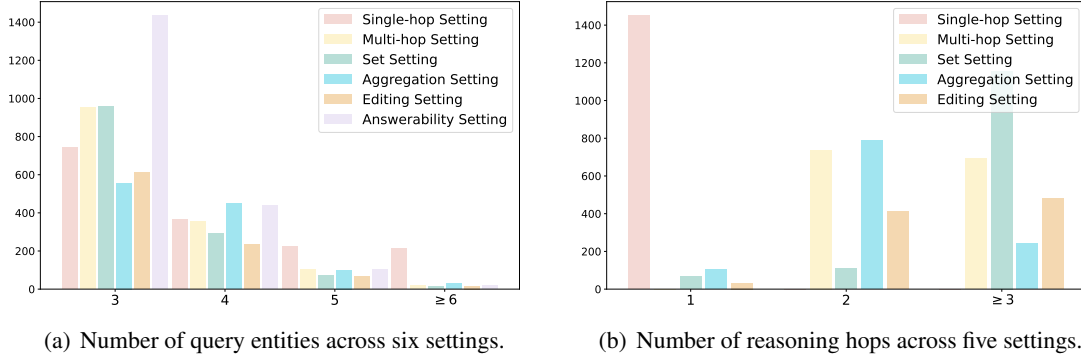 1400
1200
1000
800
600
400
200
0
3
4
5
≥ 6
Single-hop Setting
Multi-hop Setting
Set Setting
Aggregation Setting
Editing Setting
Answerability Setting
(a) Number of query entities across six settings.
1400
1200
1000
800
600
400
200
0
1
2
≥ 3
Single-hop Setting
Multi-hop Setting
Set Setting
Aggregation Setting
Editing Setting
(b) Number of reasoning hops across five settings.